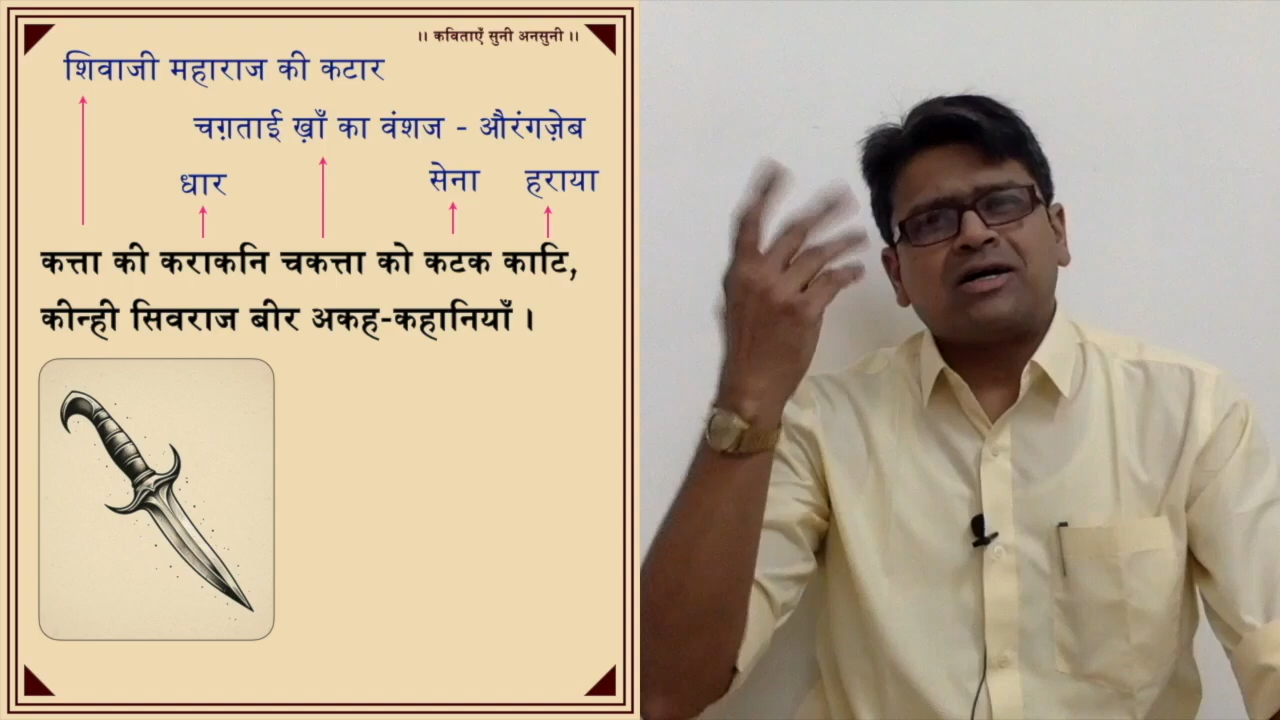 ।। कविताएँ सुनी अनसुनी ।।
शिवाजी महाराज की कटार
चग़ताई ख़ाँ का वंशज - औरंगज़ेब
धार सेना हराया
कत्ता की कराकनि चकत्ता को कटक काटि,
कीन्ही सिवराज बीर अकह-कहानियाँ ।